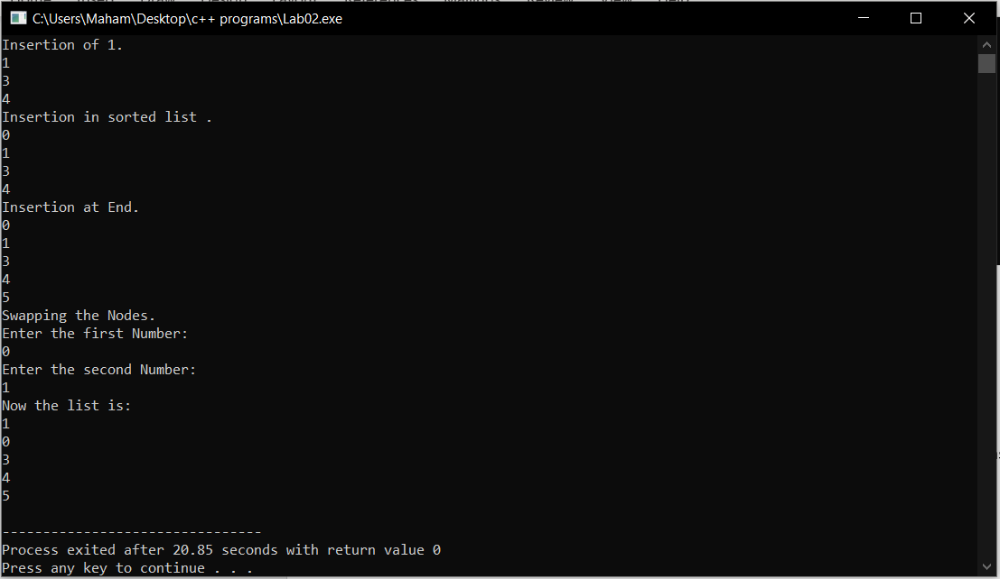 C:\Users\Maham\Desktop\c++ programs\Lab02.exe
Insertion of 1.
1
3
4
Insertion in sorted list .
0
1
3
4
Insertion at End.
0
1
3
4
5
Swapping the Nodes.
Enter the first Number:
0
Enter the second Number:
1
Now the list is:
1
0
3
4
5
--------------------------------
Process exited after 20.85 seconds with return value 0
Press any key to continue . . .